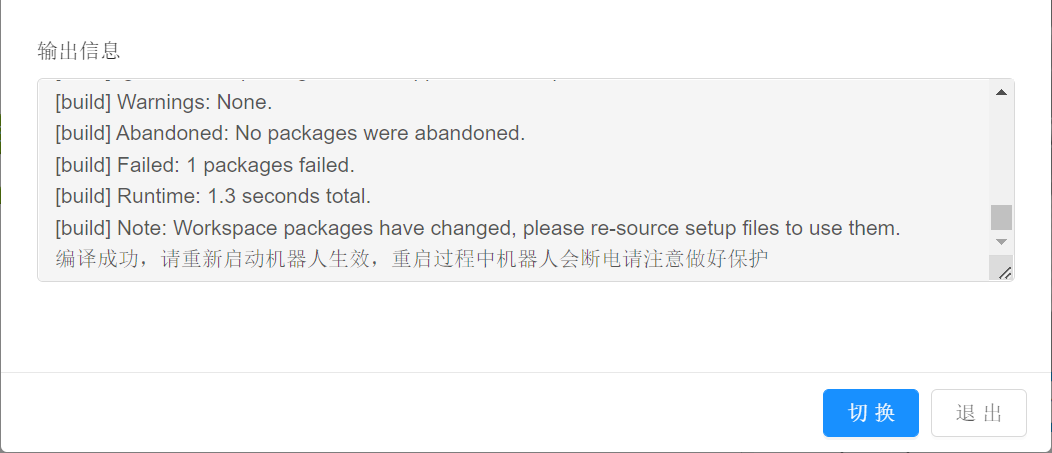 输出信息
[build] Warnings: None.
[build] Abandoned: No packages were abandoned.
[build] Failed: 1 packages failed.
[build] Runtime: 1.3 seconds total.
[build] Note: Workspace packages have changed, please re-source setup files to use them.
编译成功，请重新启动机器人生效，重启过程中机器人会断电请注意做好保护
切 换
退 出